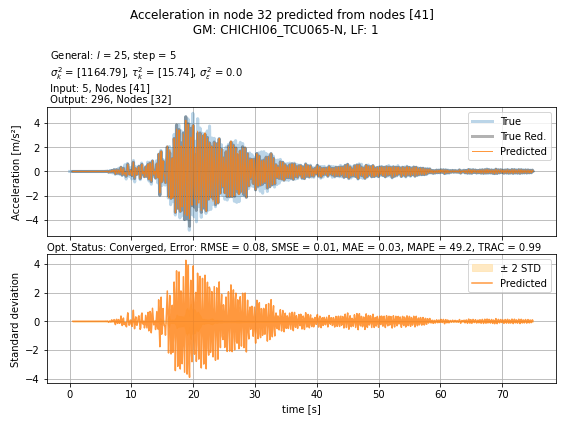 Acceleration in node 32 predicted from nodes [41]
GM: CHICHI06_TCU065-N, LF: 1
General: l = 25, step = 5
σ²ₖ = [1164.79], τ²ₖ = [15.74], σ²ₑ = 0.0
Input: 5, Nodes [41]
Output: 296, Nodes [32]
Acceleration [m/s²]
4
2
0
−2
−4
True
True Red.
Predicted
Opt. Status: Converged, Error: RMSE = 0.08, SMSE = 0.01, MAE = 0.03, MAPE = 49.2, TRAC = 0.99
Standard deviation
4
2
0
−2
−4
± 2 STD
Predicted
0 10 20 30 40 50 60 70
time [s]